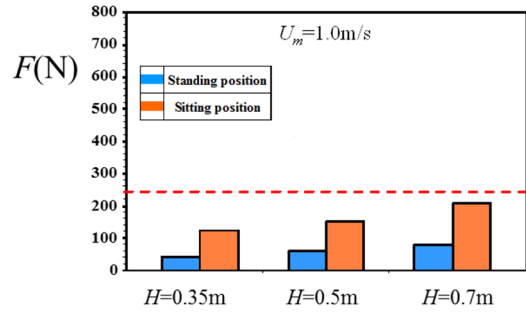 800
700
600
500
400
300
200
100
0
F(N)
Uₘ=1.0m/s
Standing position
Sitting position
H=0.35m
H=0.5m
H=0.7m